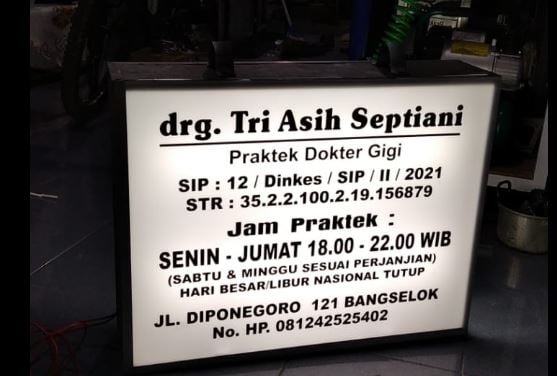 drg. Tri Asih Septiani
Praktek Dokter Gigi
SIP : 12 / Dinkes / SIP / II / 2021
STR : 35.2.2.100.2.19.156879
Jam Praktek :
SENIN - JUMAT 18.00 - 22.00 WIB
(SABTU & MINGGU SESUAI PERJANJIAN)
HARI BESAR/LIBUR NASIONAL TUTUP
JL. DIPONEGORO 121 BANGSELOK
No. HP. 081242525402